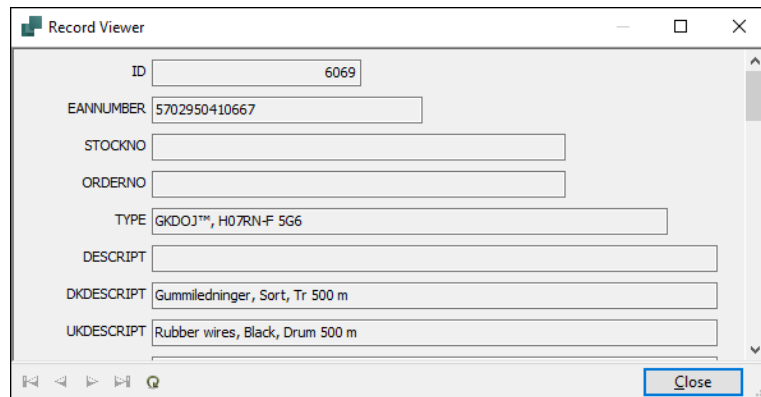 Record Viewer
ID 6069
EANNUMBER 5702950410667
STOCKNO
ORDERNO
TYPE GKDOJ™, H07RN-F 5G6
DESCRIPT
DKDESCRIPT Gummiledninger, Sort, Tr 500 m
UKDESCRIPT Rubber wires, Black, Drum 500 m
Close